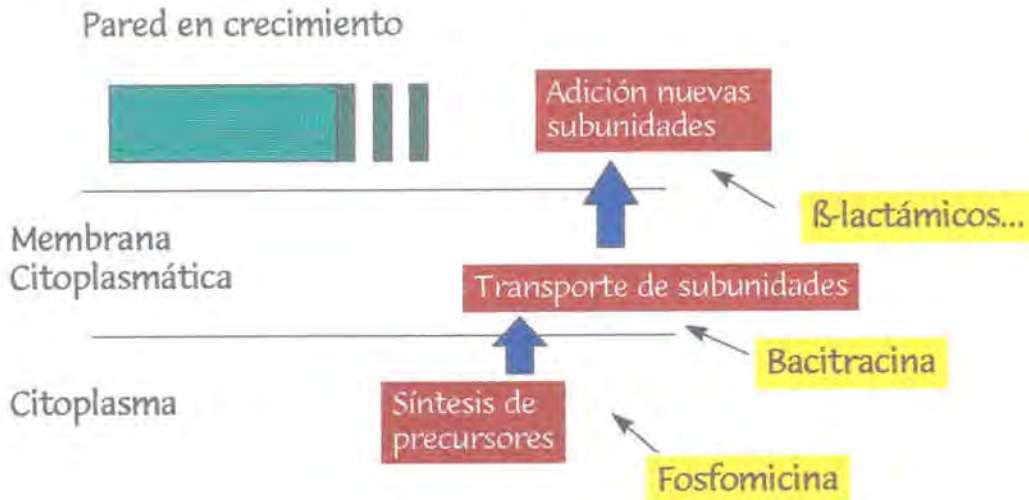 Pared en crecimiento
Adición nuevas
subunidades
ß-lactámicos...
Membrana
Citoplasmática
Transporte de subunidades
Bacitracina
Citoplasma
Síntesis de
precursores
Fosfomicina